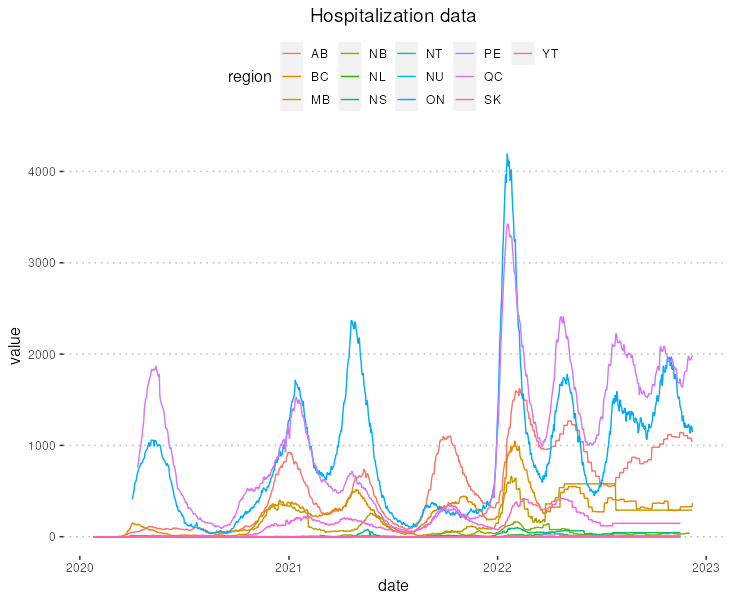 Hospitalization data
region
AB NB NT PE YT
BC NL NU QC
MB NS ON SK
value
4000
3000
2000
1000
0
2020 2021 2022 2023
date